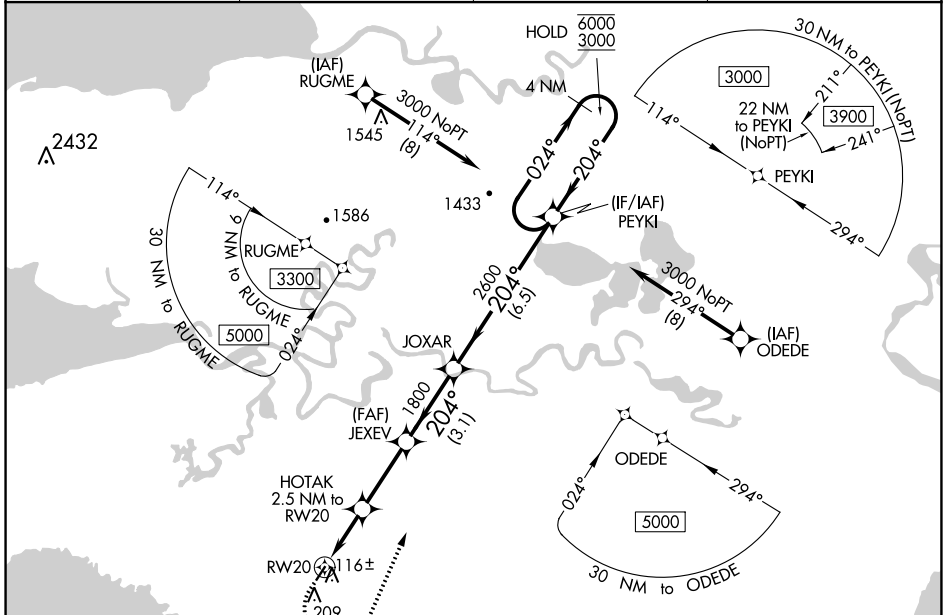 HOLD 6000
3000
4 NM
024°
204°
(IF/IAF)
PEYKI
(IAF)
RUGME
3000 NoPT
114°
(8)
1545
1433
2432
30 NM to PEYKI (NoPT)
3000
211°
22 NM
to PEYKI
(NoPT)
3900
241°
114°
PEYKI
294°
114°
1586
RUGME
9 NM to RUGME
3300
30 NM to RUGME
5000
024°
2600
204°
(6.5)
3000 NoPT
294°
(8)
(IAF)
ODEDE
JOXAR
1800
204°
(3.1)
(FAF)
JEXEV
HOTAK
2.5 NM to
RW20
RW20
116±
209
ODEDE
024°
294°
5000
30 NM to ODEDE